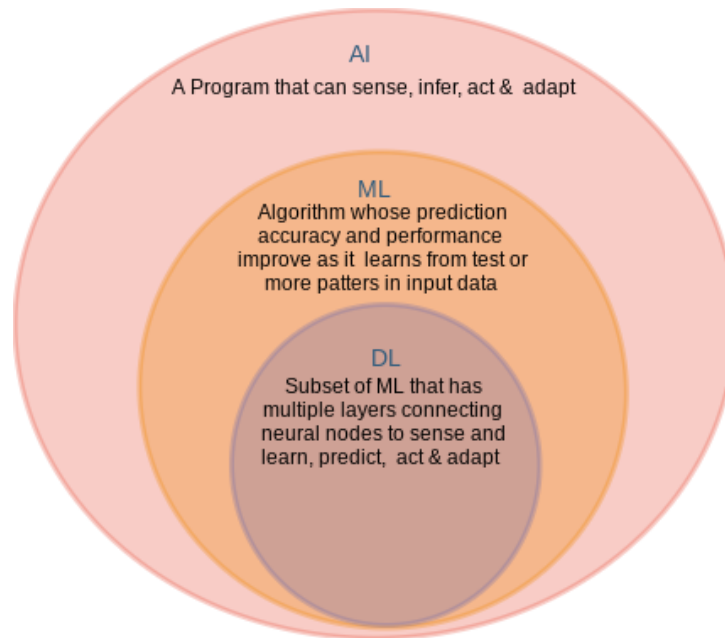 AI
A Program that can sense, infer, act & adapt
ML
Algorithm whose prediction
accuracy and performance
improve as it learns from test or
more patters in input data
DL
Subset of ML that has
multiple layers connecting
neural nodes to sense and
learn, predict, act & adapt